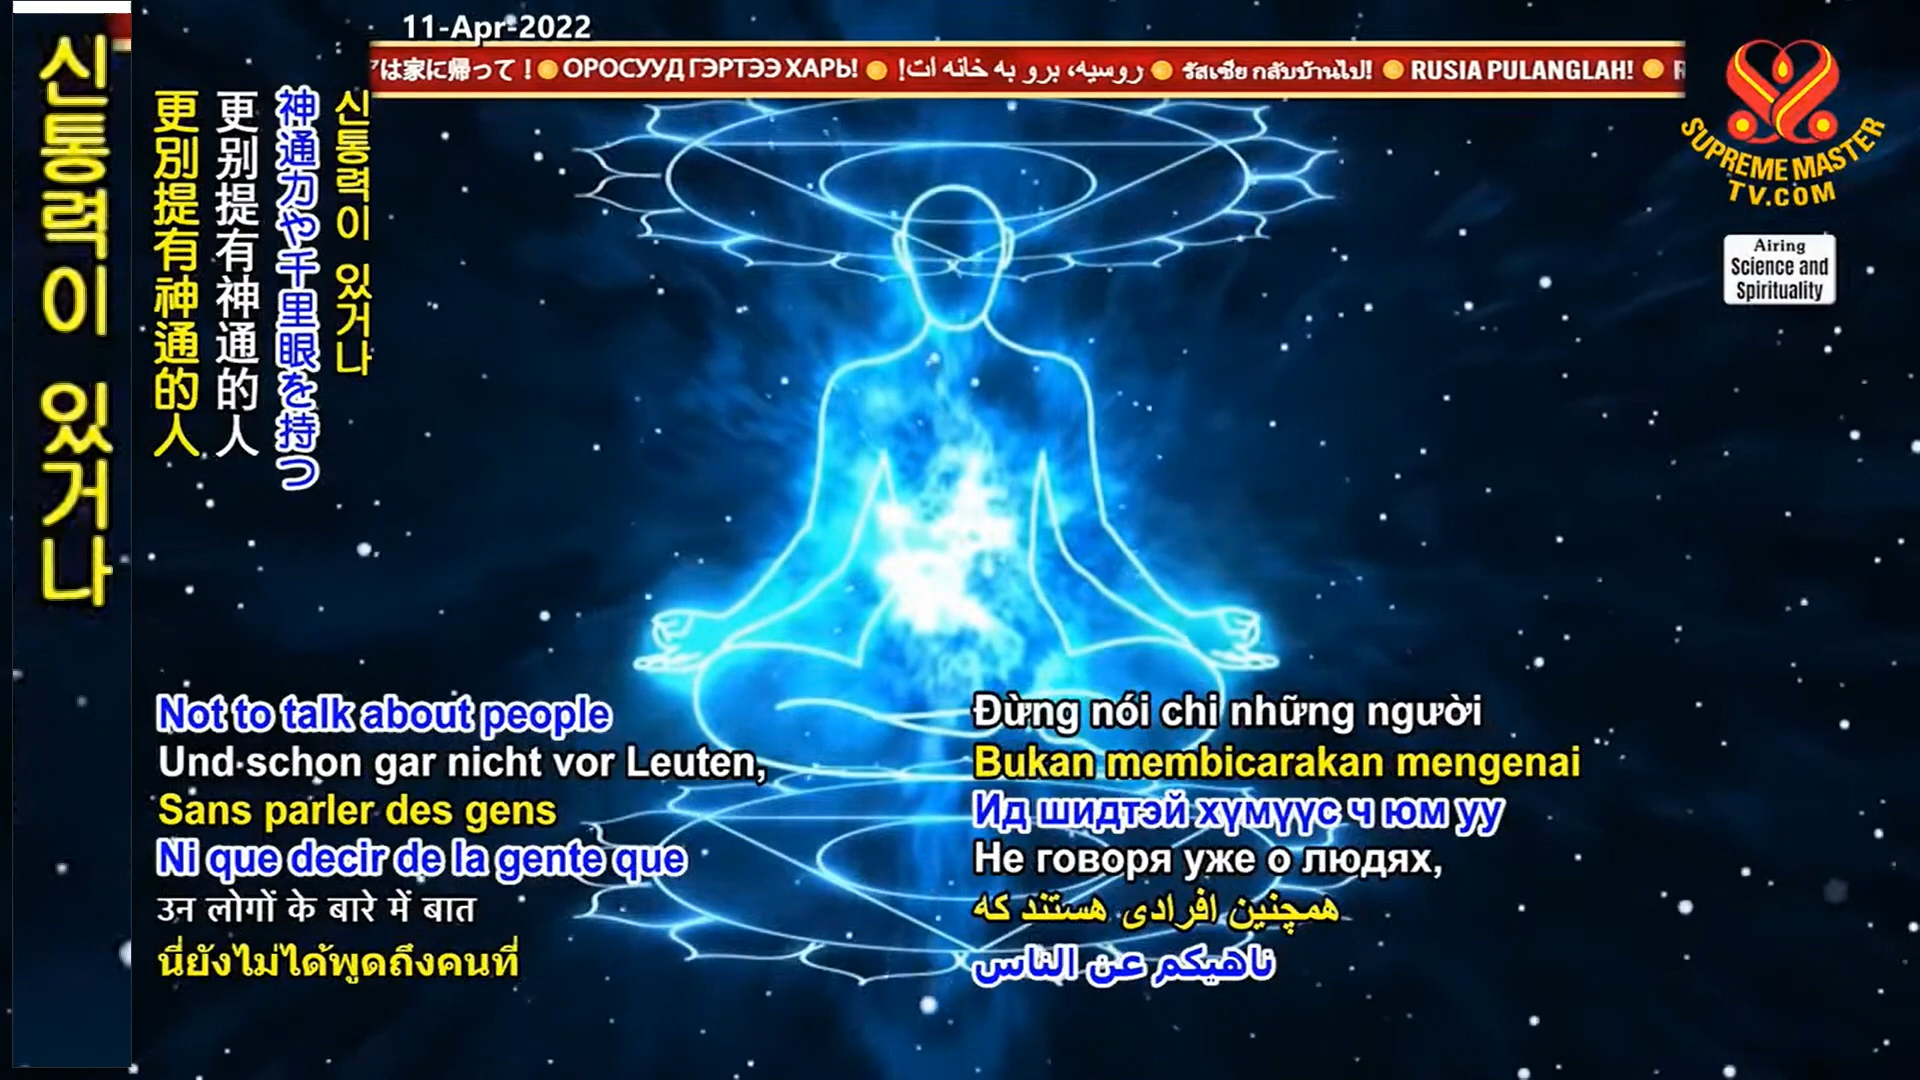 11-Apr-2022
は家に帰って！ ОРОСУУД ГЭРТЭЭ ХАРЬ! روسیه، برو به خانه ات! รัสเซีย กลับบ้านไป! RUSIA PULANGLAH!
SUPREME MASTER
TV.COM
Airing
Science and
Spirituality
신통력이 있거나
신통력이 있거나
神通力や千里眼を持つ
更别提有神通的人
更別提有神通的人
Not to talk about people
Und schon gar nicht vor Leuten,
Sans parler des gens
Ni que decir de la gente que
उन लोगों के बारे में बात
นี่ยังไม่ได้พูดถึงคนที่
Đừng nói chi những người
Bukan membicarakan mengenai
Ид шидтэй хүмүүс ч юм уу
Не говоря уже о людях,
همچنین افرادی هستند که
ناهيكم عن الناس